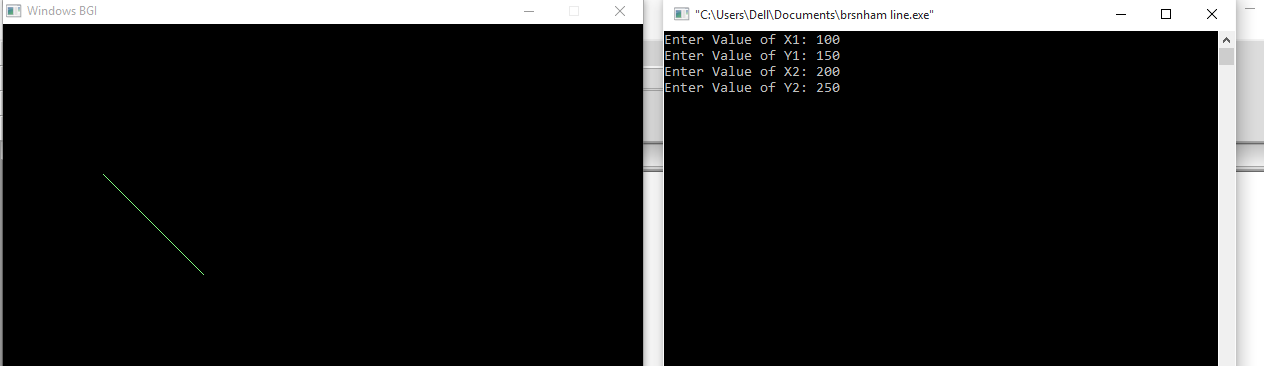 Windows BGI
"C:\Users\Dell\Documents\brsnham line.exe"
Enter Value of X1: 100
Enter Value of Y1: 150
Enter Value of X2: 200
Enter Value of Y2: 250